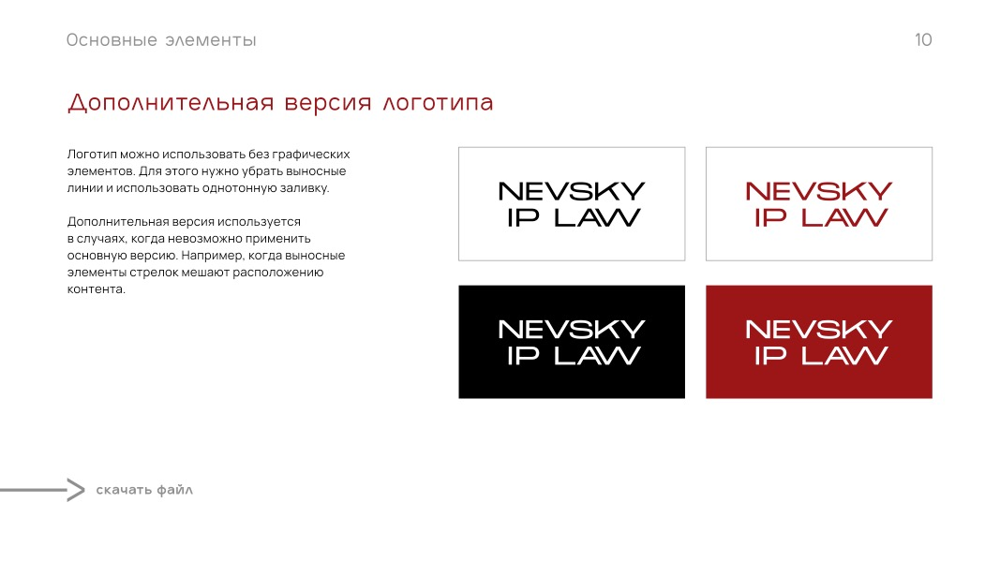 Основные элементы
10
Дополнительная версия логотипа
Логотип можно использовать без графических
элементов. Для этого нужно убрать выносные
линии и использовать однотонную заливку.
Дополнительная версия используется
в случаях, когда невозможно применить
основную версию. Например, когда выносные
элементы стрелок мешают расположению
контента.
NEVSKY
IP LAW
NEVSKY
IP LAW
NEVSKY
IP LAW
NEVSKY
IP LAW
скачать файл